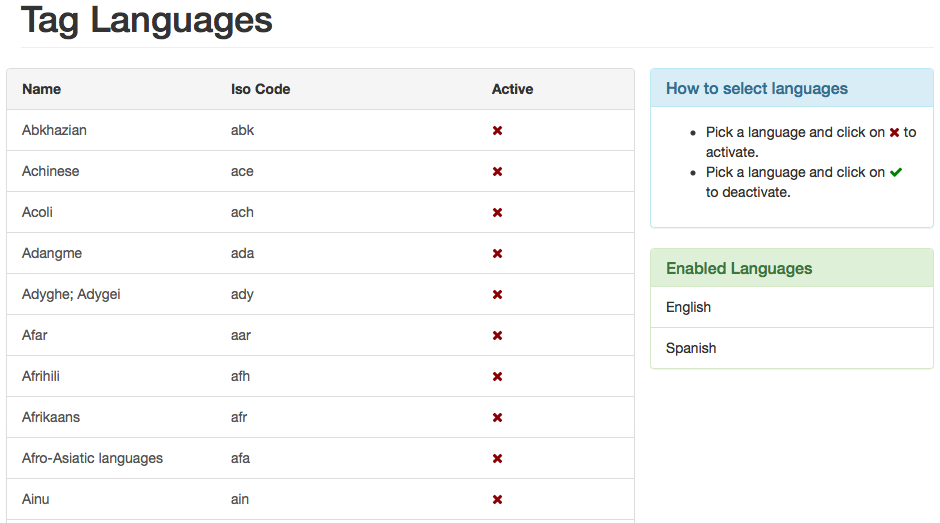 Tag Languages
Name Iso Code Active
Abkhazian abk
Achinese ace
Acoli ach
Adangme ada
Adyghe; Adygei ady
Afar aar
Afrihili afh
Afrikaans afr
Afro-Asiatic languages afa
Ainu ain
How to select languages
• Pick a language and click on ✖ to
activate.
• Pick a language and click on ✔
to deactivate.
Enabled Languages
English
Spanish